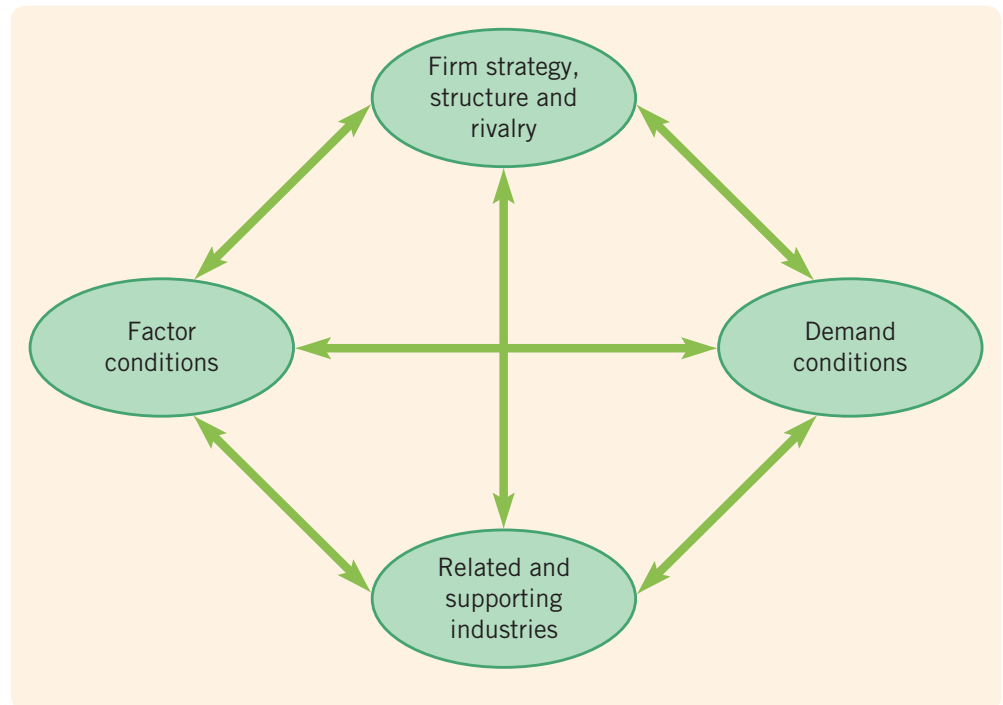 Firm strategy,
structure and
rivalry
Factor
conditions
Demand
conditions
Related and
supporting
industries